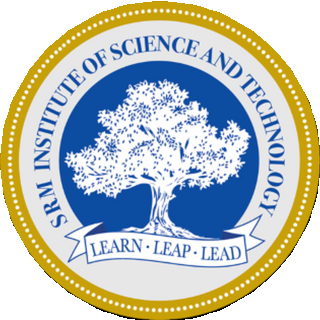 SRM INSTITUTE OF SCIENCE AND TECHNOLOGY
LEARN · LEAP · LEAD